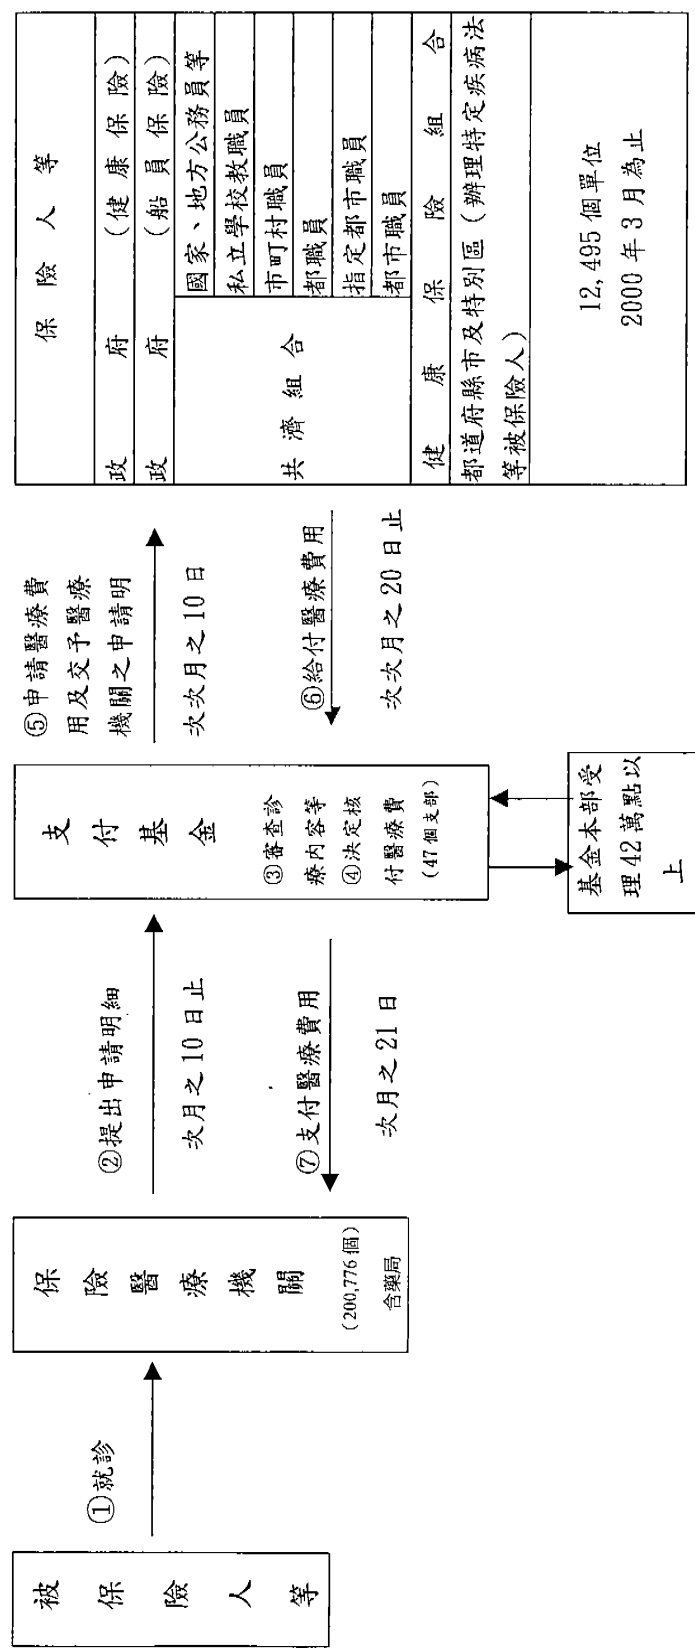 被保險人等
①就診
保險醫療機關
(200,776個)
含藥局
②提出申請明細
次月之10日止
⑦支付醫療費用
次月之21日
支付基金
③審查診
療內容等
④決定核
付醫療費
(47個支部)
基金本部受
理42萬點以
上
⑤申請醫療費
用及交予醫療
機關之申請明
次次月之10日
⑥給付醫療費用
次次月之20日止
保險人等
政府(健康保險)
政府(船員保險)
共濟組合
國家、地方公務員等
私立學校教職員
市町村職員
都職員
指定都市職員
都市職員
健康保險組合
都道府縣市及特別區(辦理特定疾病法
等被保險人)
12,495個單位
2000年3月為止